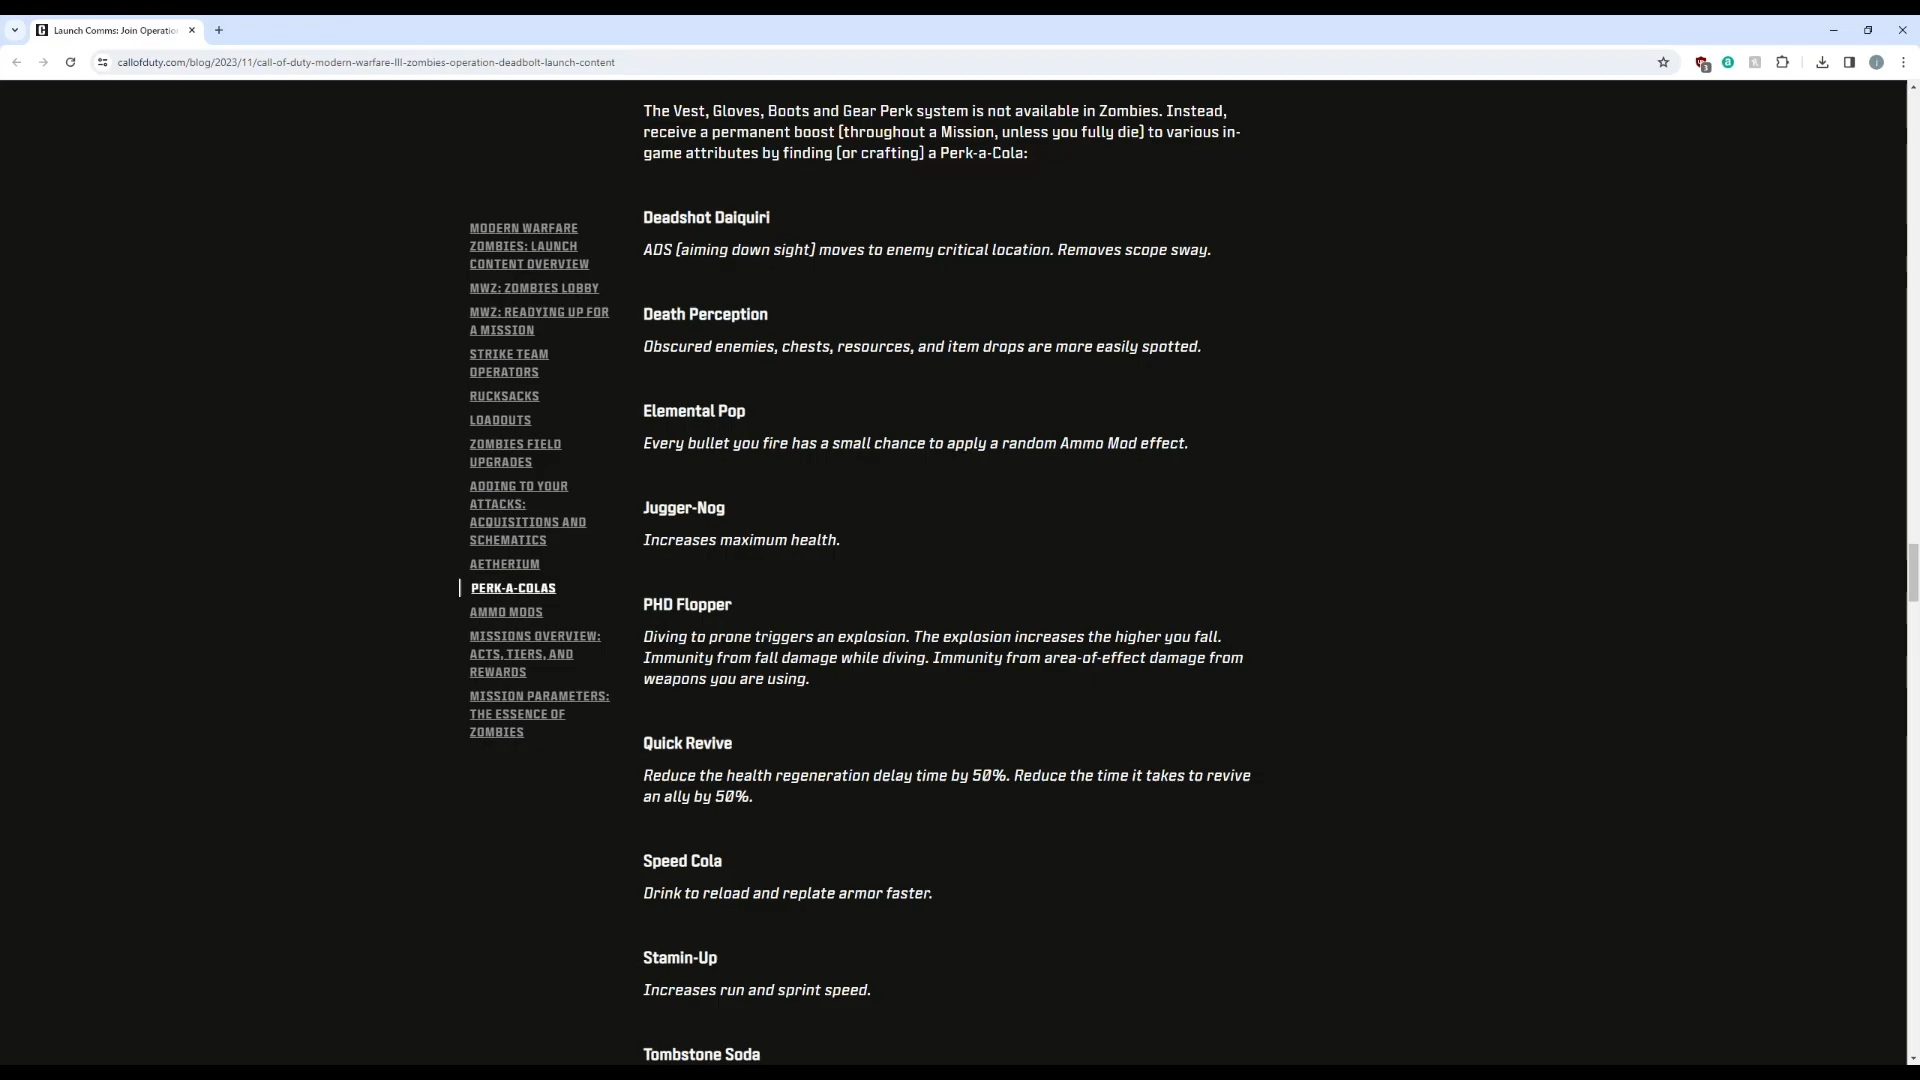 Launch Comms: Join Operatio
callofduty.com/blog/2023/11/call-of-duty-modern-warfare-III-zombies-operation-deadbolt-launch-content
3
The Vest, Gloves, Boots and Gear Perk system is not available in Zombies. Instead,
receive a permanent boost (throughout a Mission, unless you fully die) to various in-
game attributes by finding (or crafting) a Perk-a-Cola:
MODERN WARFARE
ZOMBIES: LAUNCH
CONTENT OVERVIEW
MWZ: ZOMBIES LOBBY
MWZ: READYING UP FOR
A MISSION
STRIKE TEAM
OPERATORS
RUCKSACKS
LOADOUTS
ZOMBIES FIELD
UPGRADES
ADDING TO YOUR
ATTACKS:
ACQUISITIONS AND
SCHEMATICS
AETHERIUM
PERK-A-COLAS
AMMO MODS
MISSIONS OVERVIEW:
ACTS, TIERS, AND
REWARDS
MISSION PARAMETERS:
THE ESSENCE OF
ZOMBIES
Deadshot Daiquiri
ADS (aiming down sight) moves to enemy critical location. Removes scope sway.
Death Perception
Obscured enemies, chests, resources, and item drops are more easily spotted.
Elemental Pop
Every bullet you fire has a small chance to apply a random Ammo Mod effect.
Jugger-Nog
Increases maximum health.
PHD Flopper
Diving to prone triggers an explosion. The explosion increases the higher you fall.
Immunity from fall damage while diving. Immunity from area-of-effect damage from
weapons you are using.
Quick Revive
Reduce the health regeneration delay time by 50%. Reduce the time it takes to revive
an ally by 50%.
Speed Cola
Drink to reload and replate armor faster.
Stamin-Up
Increases run and sprint speed.
Tombstone Soda